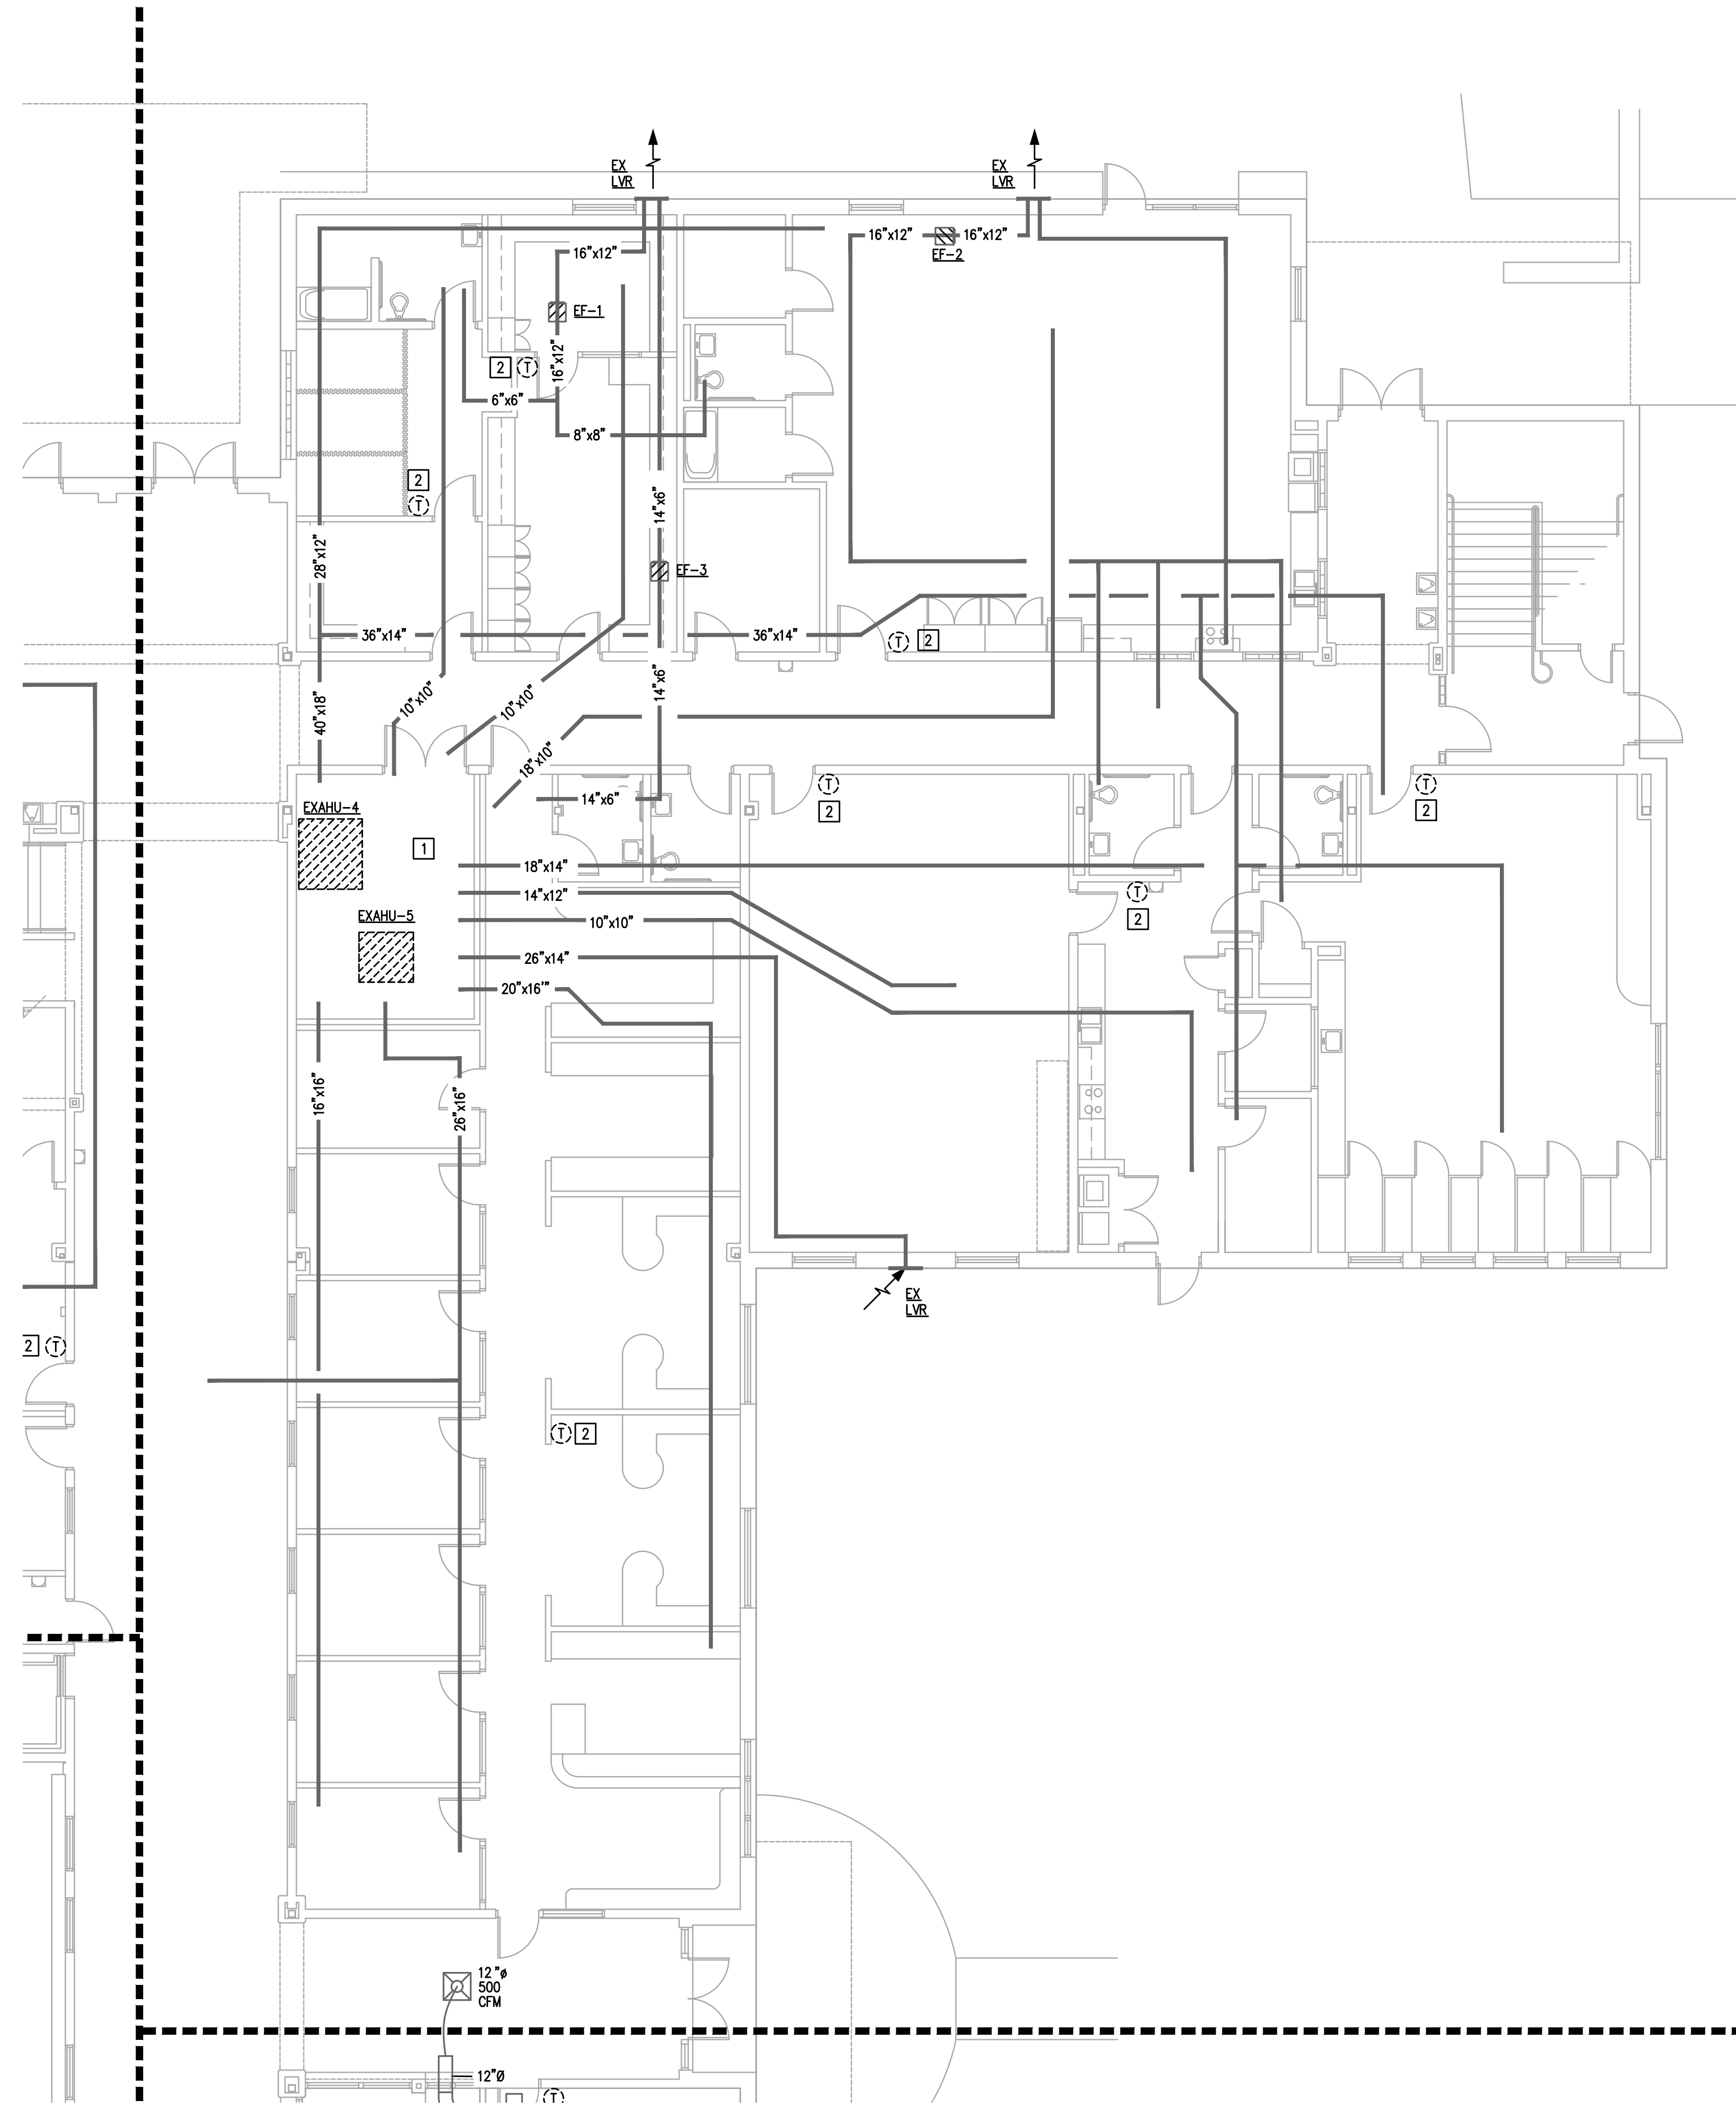 EX
LVR
EX
LVR
16"x12"
16"x12"
16"x12"
EF-2
EF-1
16"x12"
2
T
6"x6"
8"x8"
2
T
14"x6"
28"x12"
EF-3
36"x14"
36"x14"
T
2
14"x6"
10"x10"
10"x10"
40"x18"
18"x10"
T
2
T
2
14"x6"
EXAHU-4
1
18"x14"
14"x12"
T
2
EXAHU-5
10"x10"
26"x14"
20"x16'"
16"x16"
26"x16"
EX
LVR
2
T
T
2
12"ø
500
CFM
12"Ø
T